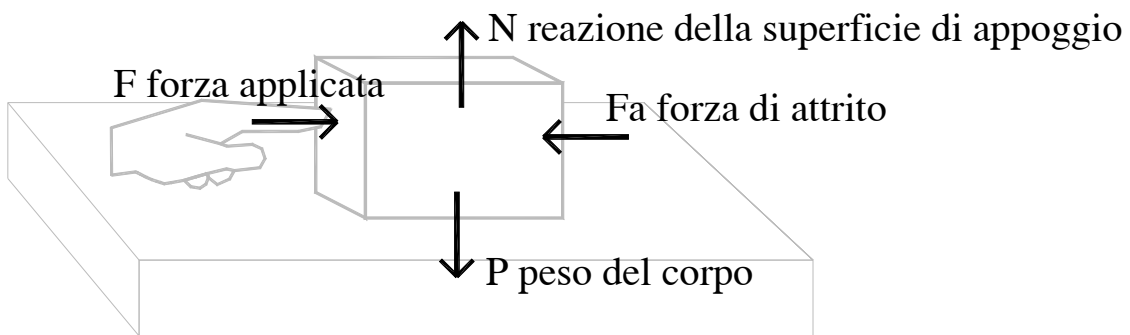 N reazione della superficie di appoggio
F forza applicata
Fa forza di attrito
P peso del corpo